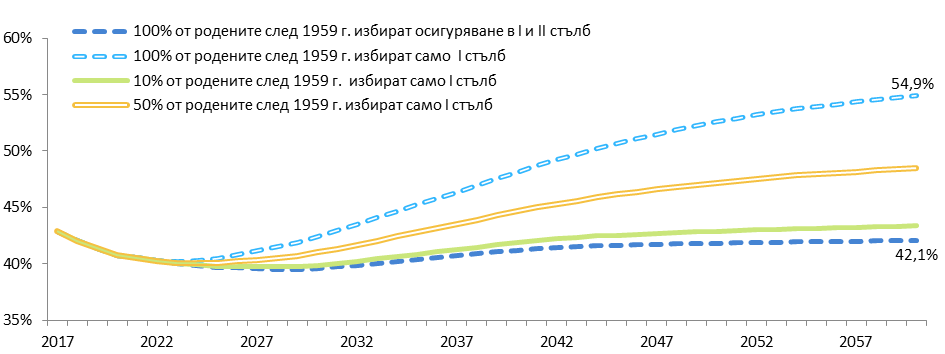 60%
100% от родените след 1959 г. избират осигуряване в I и II стълб
100% от родените след 1959 г. избират само I стълб
10% от родените след 1959 г. избират само I стълб
50% от родените след 1959 г. избират само I стълб
54,9%
55%
50%
45%
40%
42,1%
35%
2017 2022 2027 2032 2037 2042 2047 2052 2057